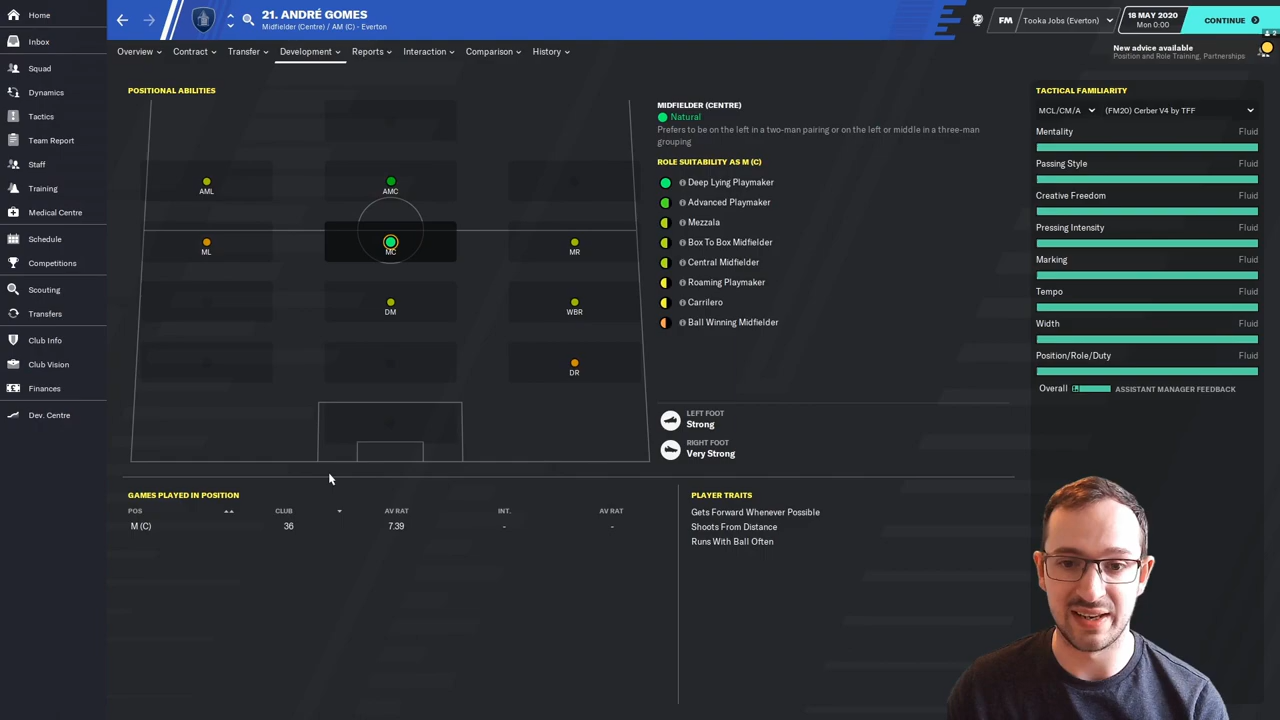 Home
Inbox
Squad
Dynamics
Tactics
Team Report
Staff
Training
Medical Centre
Schedule
Competitions
Scouting
Transfers
Club Info
Club Vision
Finances
Dev. Centre
21. ANDRÉ GOMES
Midfielder (Centre) / AM (C) - Everton
FM
Tooka Jobs (Everton)
18 MAY 2020
Mon 0:00
CONTINUE
2
Overview
Contract
Transfer
Development
Reports
Interaction
Comparison
History
New advice available
Position and Role Training, Partnerships
POSITIONAL ABILITIES
AML
AMC
ML
MC
MR
DM
WBR
DR
MIDFIELDER (CENTRE)
Natural
Prefers to be on the left in a two-man pairing or on the left or middle in a three-man
grouping
ROLE SUITABILITY AS M (C)
Deep Lying Playmaker
Advanced Playmaker
Mezzala
Box To Box Midfielder
Central Midfielder
Roaming Playmaker
Carrilero
Ball Winning Midfielder
LEFT FOOT
Strong
RIGHT FOOT
Very Strong
TACTICAL FAMILIARITY
MCL/CM/A
(FM20) Cerber V4 by TFF
Mentality Fluid
Passing Style Fluid
Creative Freedom Fluid
Pressing Intensity Fluid
Marking Fluid
Tempo Fluid
Width Fluid
Position/Role/Duty Fluid
Overall
ASSISTANT MANAGER FEEDBACK
GAMES PLAYED IN POSITION
POS CLUB AV RAT INT. AV RAT
M (C) 36 7.39 - -
PLAYER TRAITS
Gets Forward Whenever Possible
Shoots From Distance
Runs With Ball Often